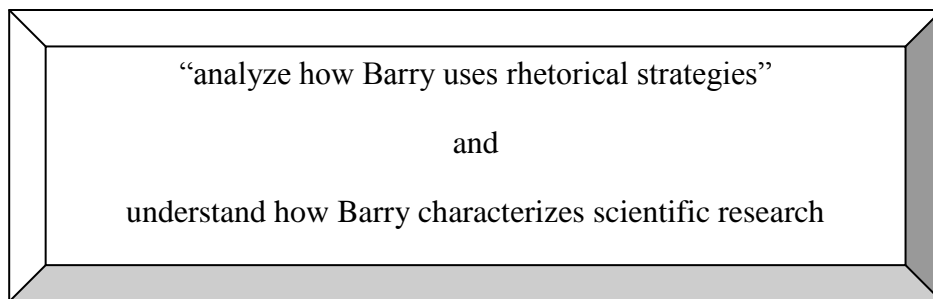 “analyze how Barry uses rhetorical strategies”
and
understand how Barry characterizes scientific research